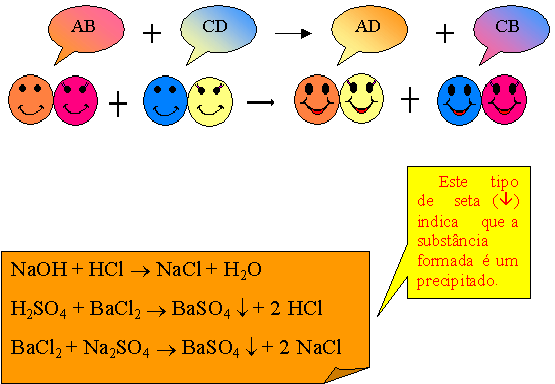 AB + CD → AD + CB
+ → +
Este tipo
de seta (↓)
indica que a
substância
formada é um
precipitado.
NaOH + HCl → NaCl + H₂O
H₂SO₄ + BaCl₂ → BaSO₄ ↓ + 2 HCl
BaCl₂ + Na₂SO₄ → BaSO₄ ↓ + 2 NaCl